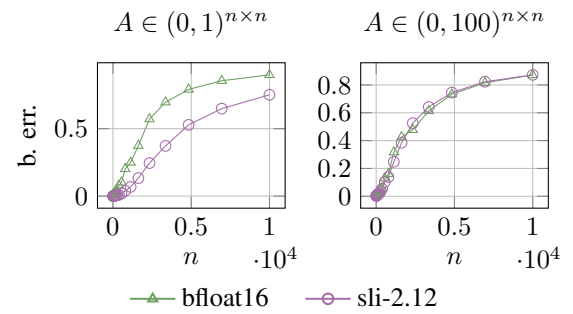 A ∈ (0, 1)^{n×n}
A ∈ (0, 100)^{n×n}
b. err.
0.5
0
0.8
0.6
0.4
0.2
0
0 0.5 1
0 0.5 1
n ·10^4
n ·10^4
bfloat16 sli-2.12